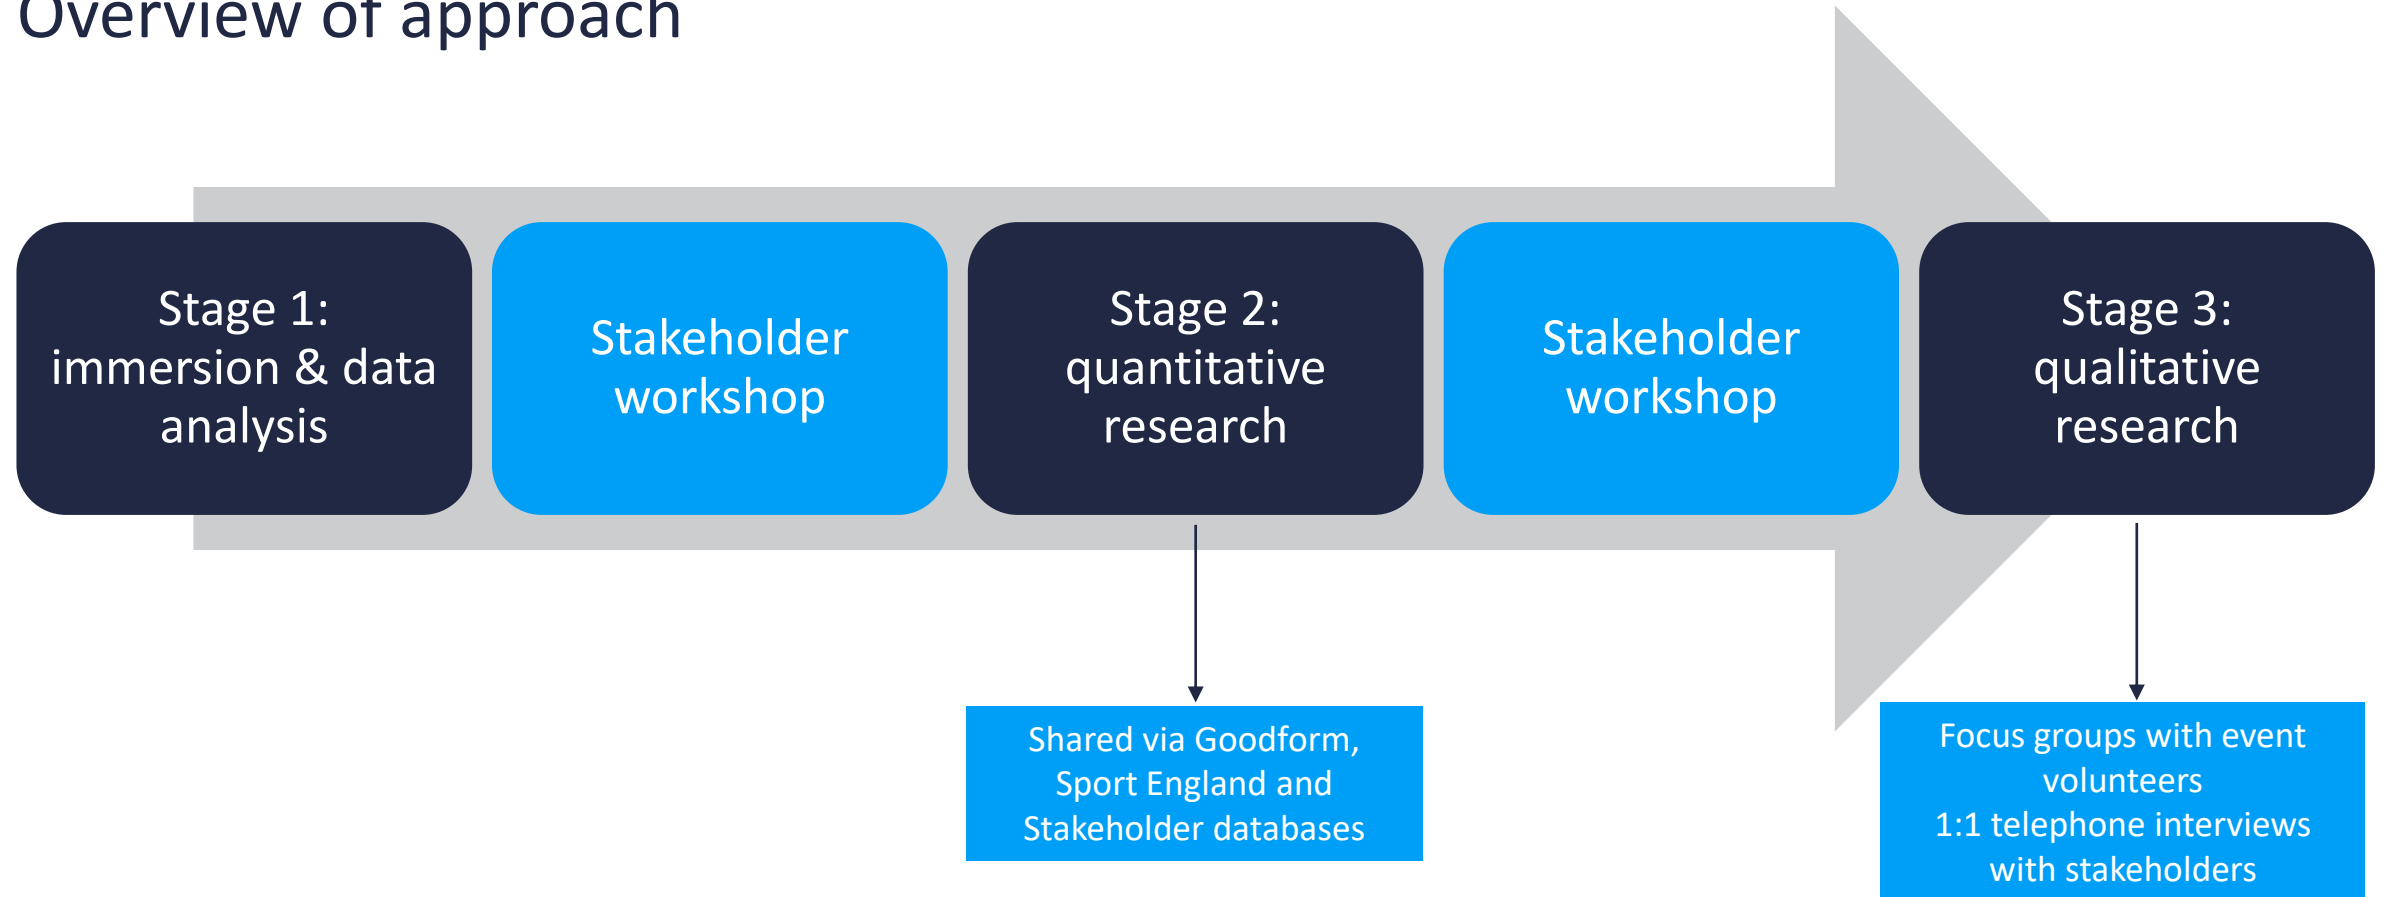 Overview of approach
Stage 1:
immersion & data
analysis
Stakeholder
workshop
Stage 2:
quantitative
research
Stakeholder
workshop
Stage 3:
qualitative
research
Shared via Goodform,
Sport England and
Stakeholder databases
Focus groups with event
volunteers
1:1 telephone interviews
with stakeholders